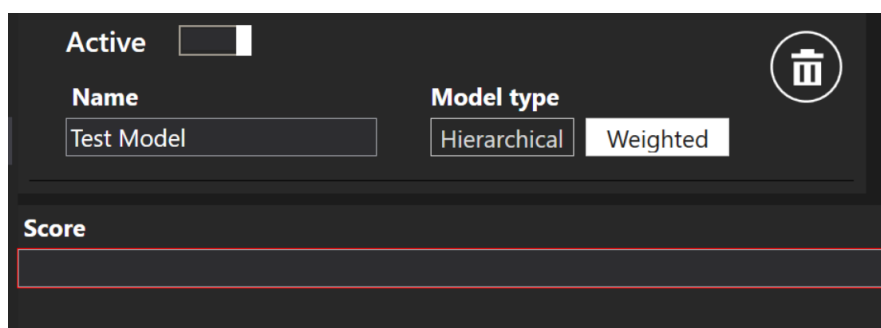 Active
Name
Model type
Test Model
Hierarchical
Weighted
Score